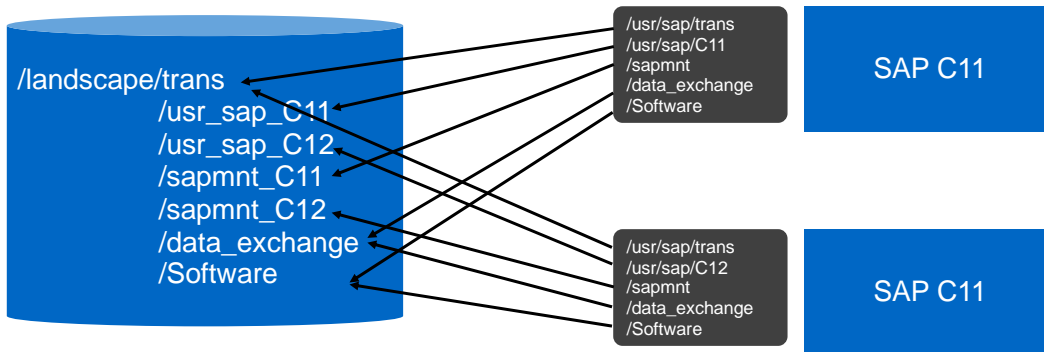 /landscape/trans
/usr_sap_C11
/usr_sap_C12
/sapmnt_C11
/sapmnt_C12
/data_exchange
/Software
/usr/sap/trans
/usr/sap/C11
/sapmnt
/data_exchange
/Software
SAP C11
/usr/sap/trans
/usr/sap/C12
/sapmnt
/data_exchange
/Software
SAP C11